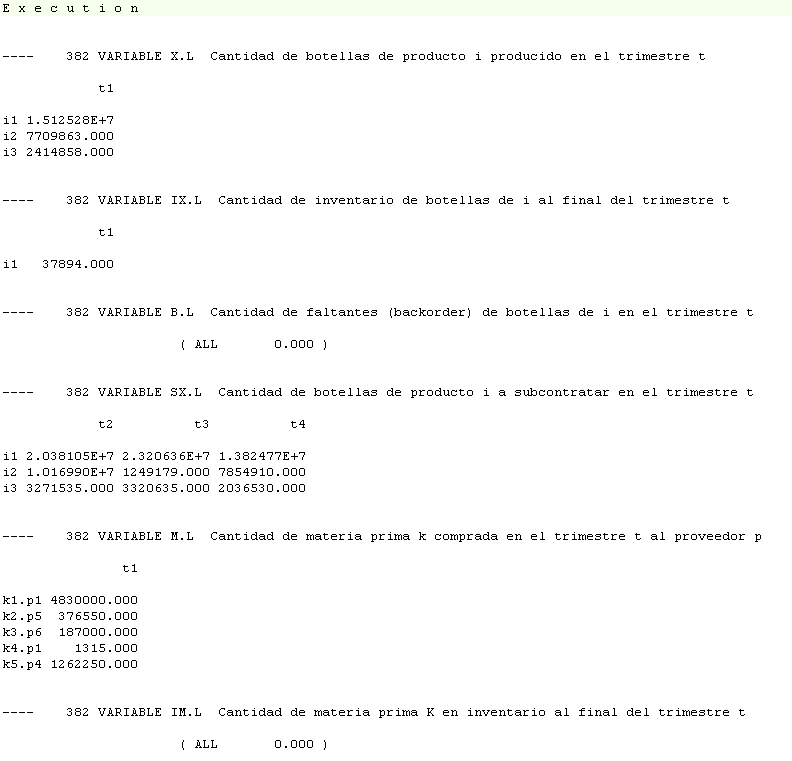 E x e c u t i o n
---- 382 VARIABLE X.L Cantidad de botellas de producto i producido en el trimestre t
t1
i1 1.512528E+7
i2 7709863.000
i3 2414858.000
---- 382 VARIABLE IX.L Cantidad de inventario de botellas de i al final del trimestre t
t1
i1 37894.000
---- 382 VARIABLE B.L Cantidad de faltantes (backorder) de botellas de i en el trimestre t
( ALL 0.000 )
---- 382 VARIABLE SX.L Cantidad de botellas de producto i a subcontratar en el trimestre t
t2 t3 t4
i1 2.038105E+7 2.320636E+7 1.382477E+7
i2 1.016990E+7 1249179.000 7854910.000
i3 3271535.000 3320635.000 2036530.000
---- 382 VARIABLE M.L Cantidad de materia prima k comprada en el trimestre t al proveedor p
t1
k1.p1 4830000.000
k2.p5 376550.000
k3.p6 187000.000
k4.p1 1315.000
k5.p4 1262250.000
---- 382 VARIABLE IM.L Cantidad de materia prima K en inventario al final del trimestre t
( ALL 0.000 )